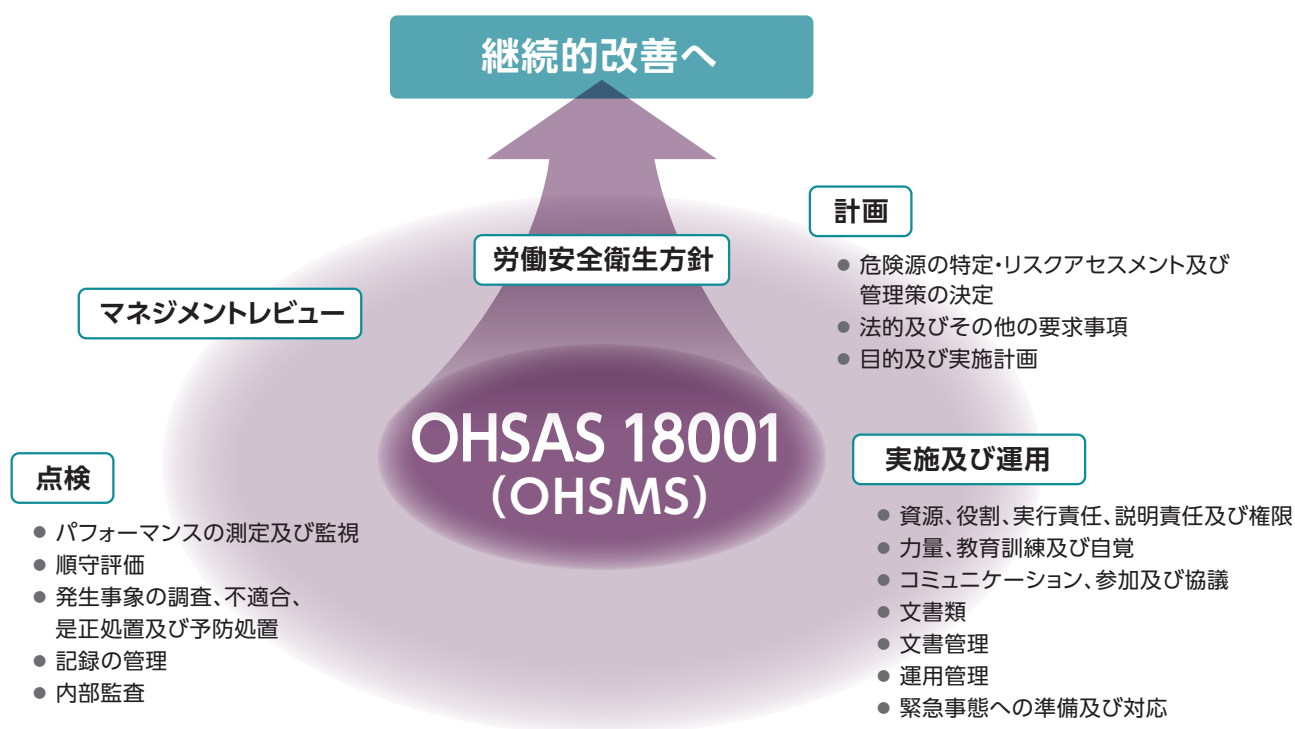 継続的改善へ
労働安全衛生方針
計画
● 危険源の特定・リスクアセスメント及び
管理策の決定
● 法的及びその他の要求事項
● 目的及び実施計画
マネジメントレビュー
OHSAS 18001
(OHSMS)
実施及び運用
● 資源、役割、実行責任、説明責任及び権限
● 力量、教育訓練及び自覚
● コミュニケーション、参加及び協議
● 文書類
● 文書管理
● 運用管理
● 緊急事態への準備及び対応
点検
● パフォーマンスの測定及び監視
● 順守評価
● 発生事象の調査、不適合、
是正処置及び予防処置
● 記録の管理
● 内部監査